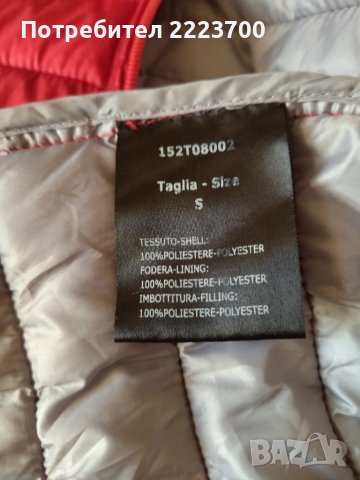 Потребител 2223700
152T08002
Taglia - Size
S
TESSUTO-SHELL:
100%POLIESTERE-POLYESTER
FODERA-LINING:
100%POLIESTERE-POLYESTER
IMBOTTITURA-FILLING:
100%POLIESTERE-POLYESTER
BAZAR